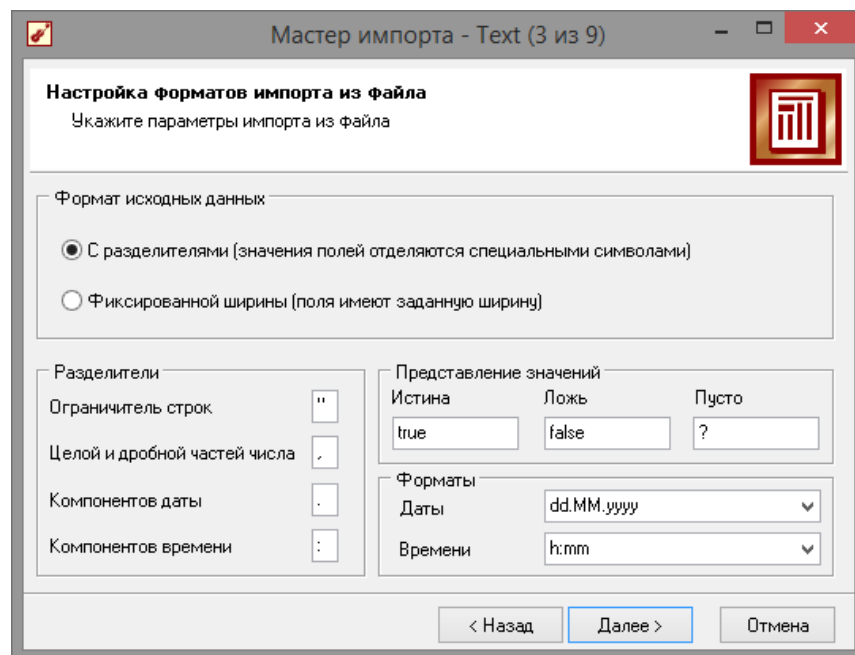 Мастер импорта - Text (3 из 9)
Настройка форматов импорта из файла
Укажите параметры импорта из файла
Формат исходных данных
С разделителями (значения полей отделяются специальными символами)
Фиксированной ширины (поля имеют заданную ширину)
Разделители
Ограничитель строк "
Целой и дробной частей числа ,
Компонентов даты .
Компонентов времени :
Представление значений
Истина Ложь Пусто
true false ?
Форматы
Даты dd.MM.yyyy
Времени h:mm
< Назад Далее > Отмена